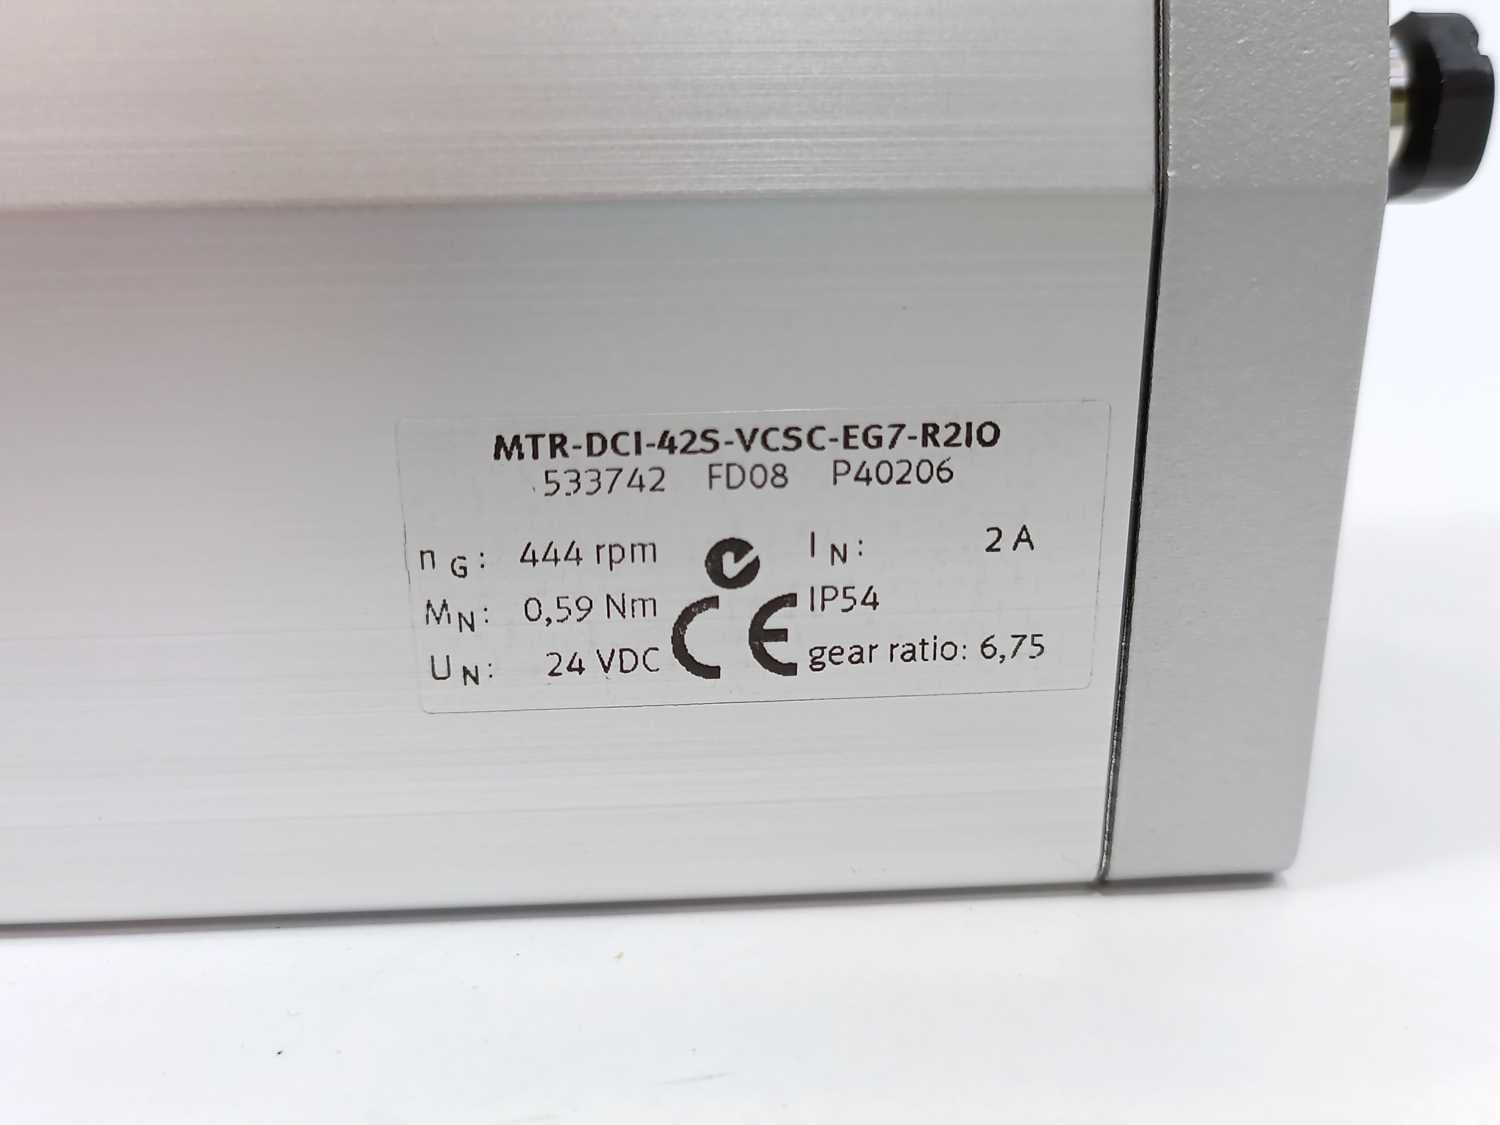 MTR-DCI-42S-VCSC-EG7-R2IO
533742 FD08 P40206
n G: 444 rpm I N: 2 A
M N: 0,59 Nm CE IP54
U N: 24 VDC gear ratio: 6,75